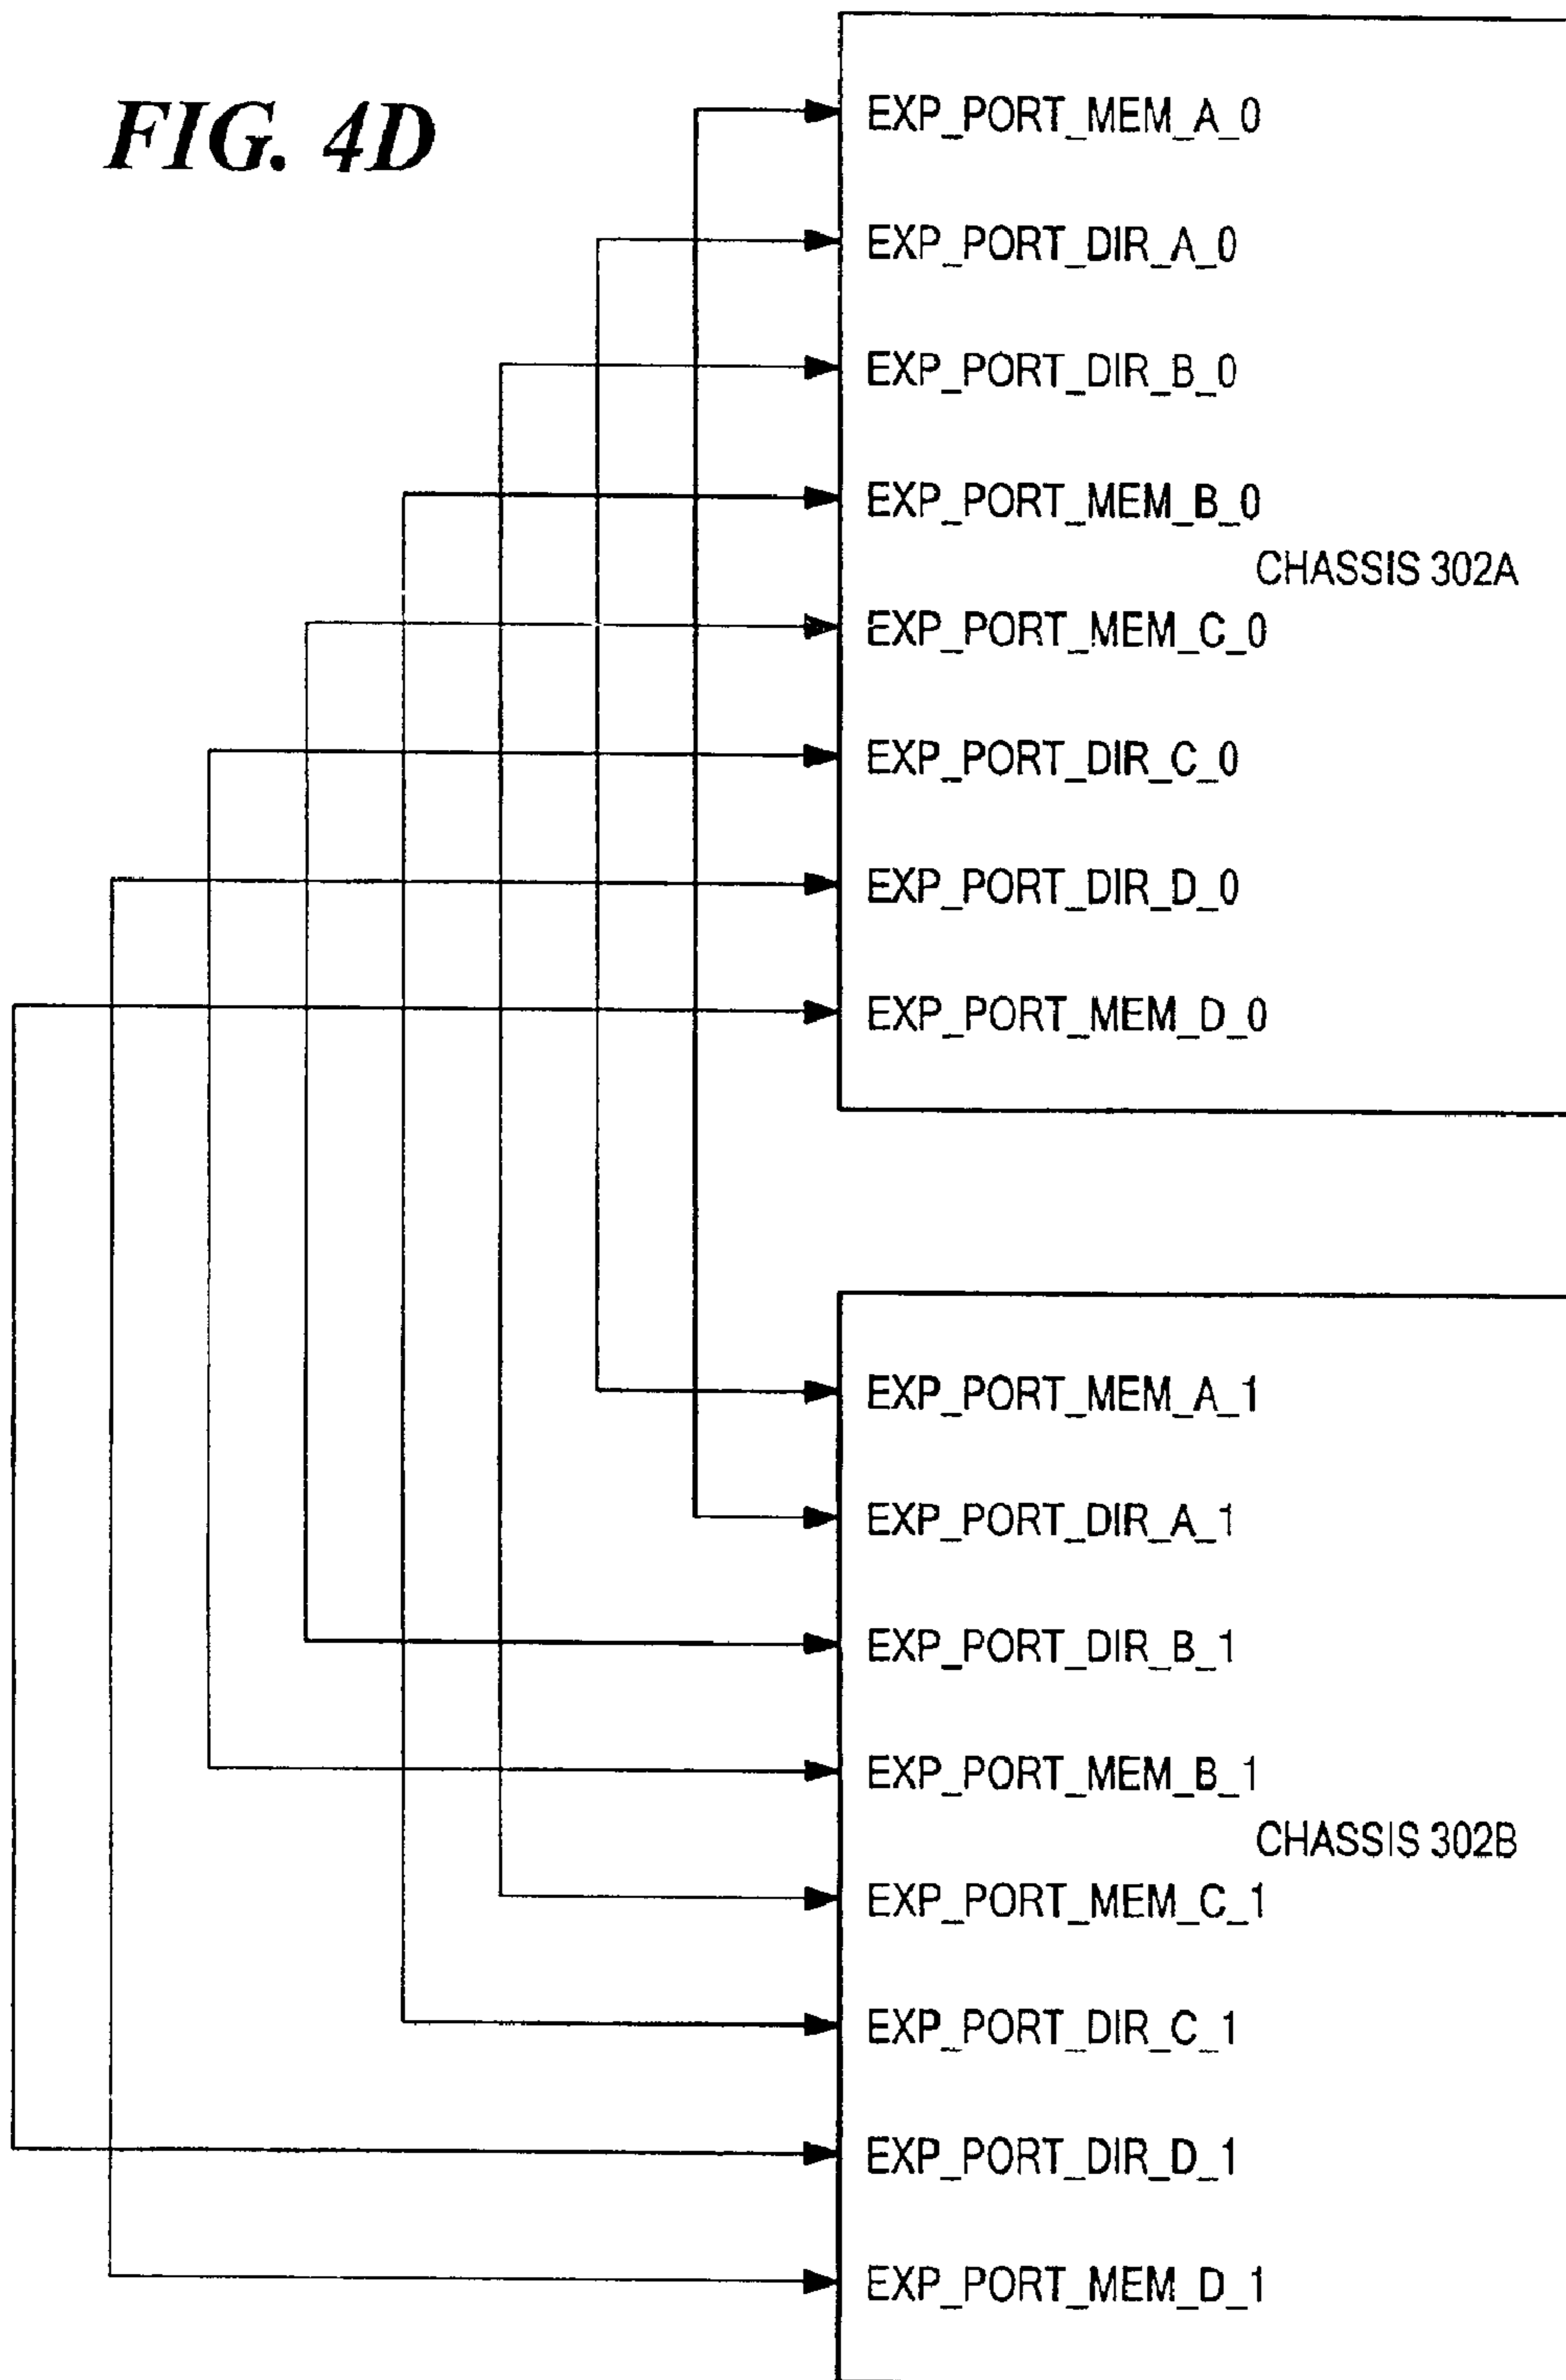 FIG. 4D
EXP_PORT_MEM_A_0
EXP_PORT_DIR_A_0
EXP_PORT_DIR_B_0
EXP_PORT_MEM_B_0
CHASSIS 302A
EXP_PORT_MEM_C_0
EXP_PORT_DIR_C_0
EXP_PORT_DIR_D_0
EXP_PORT_MEM_D_0
EXP_PORT_MEM_A_1
EXP_PORT_DIR_A_1
EXP_PORT_DIR_B_1
EXP_PORT_MEM_B_1
CHASSIS 302B
EXP_PORT_MEM_C_1
EXP_PORT_DIR_C_1
EXP_PORT_DIR_D_1
EXP_PORT_MEM_D_1